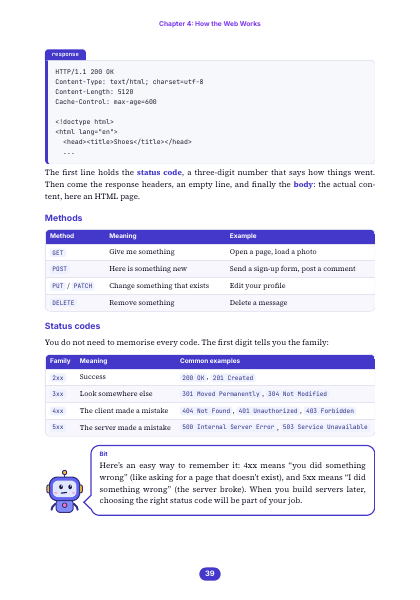 Chapter 4: How the Web Works
response
HTTP/1.1 200 OK
Content-Type: text/html; charset=utf-8
Content-Length: 5120
Cache-Control: max-age=600
<!doctype html>
<html lang="en">
<head><title>Shoes</title></head>
...
The first line holds the status code, a three-digit number that says how things went.
Then come the response headers, an empty line, and finally the body: the actual con-
tent, here an HTML page.
Methods
Method Meaning Example
GET Give me something Open a page, load a photo
POST Here is something new Send a sign-up form, post a comment
PUT / PATCH Change something that exists Edit your profile
DELETE Remove something Delete a message
Status codes
You do not need to memorise every code. The first digit tells you the family:
Family Meaning Common examples
2xx Success 200 OK, 201 Created
3xx Look somewhere else 301 Moved Permanently, 304 Not Modified
4xx The client made a mistake 404 Not Found, 401 Unauthorized, 403 Forbidden
5xx The server made a mistake 500 Internal Server Error, 503 Service Unavailable
Bit
Here's an easy way to remember it: 4xx means “you did something
wrong” (like asking for a page that doesn't exist), and 5xx means “I did
something wrong” (the server broke). When you build servers later,
choosing the right status code will be part of your job.
39